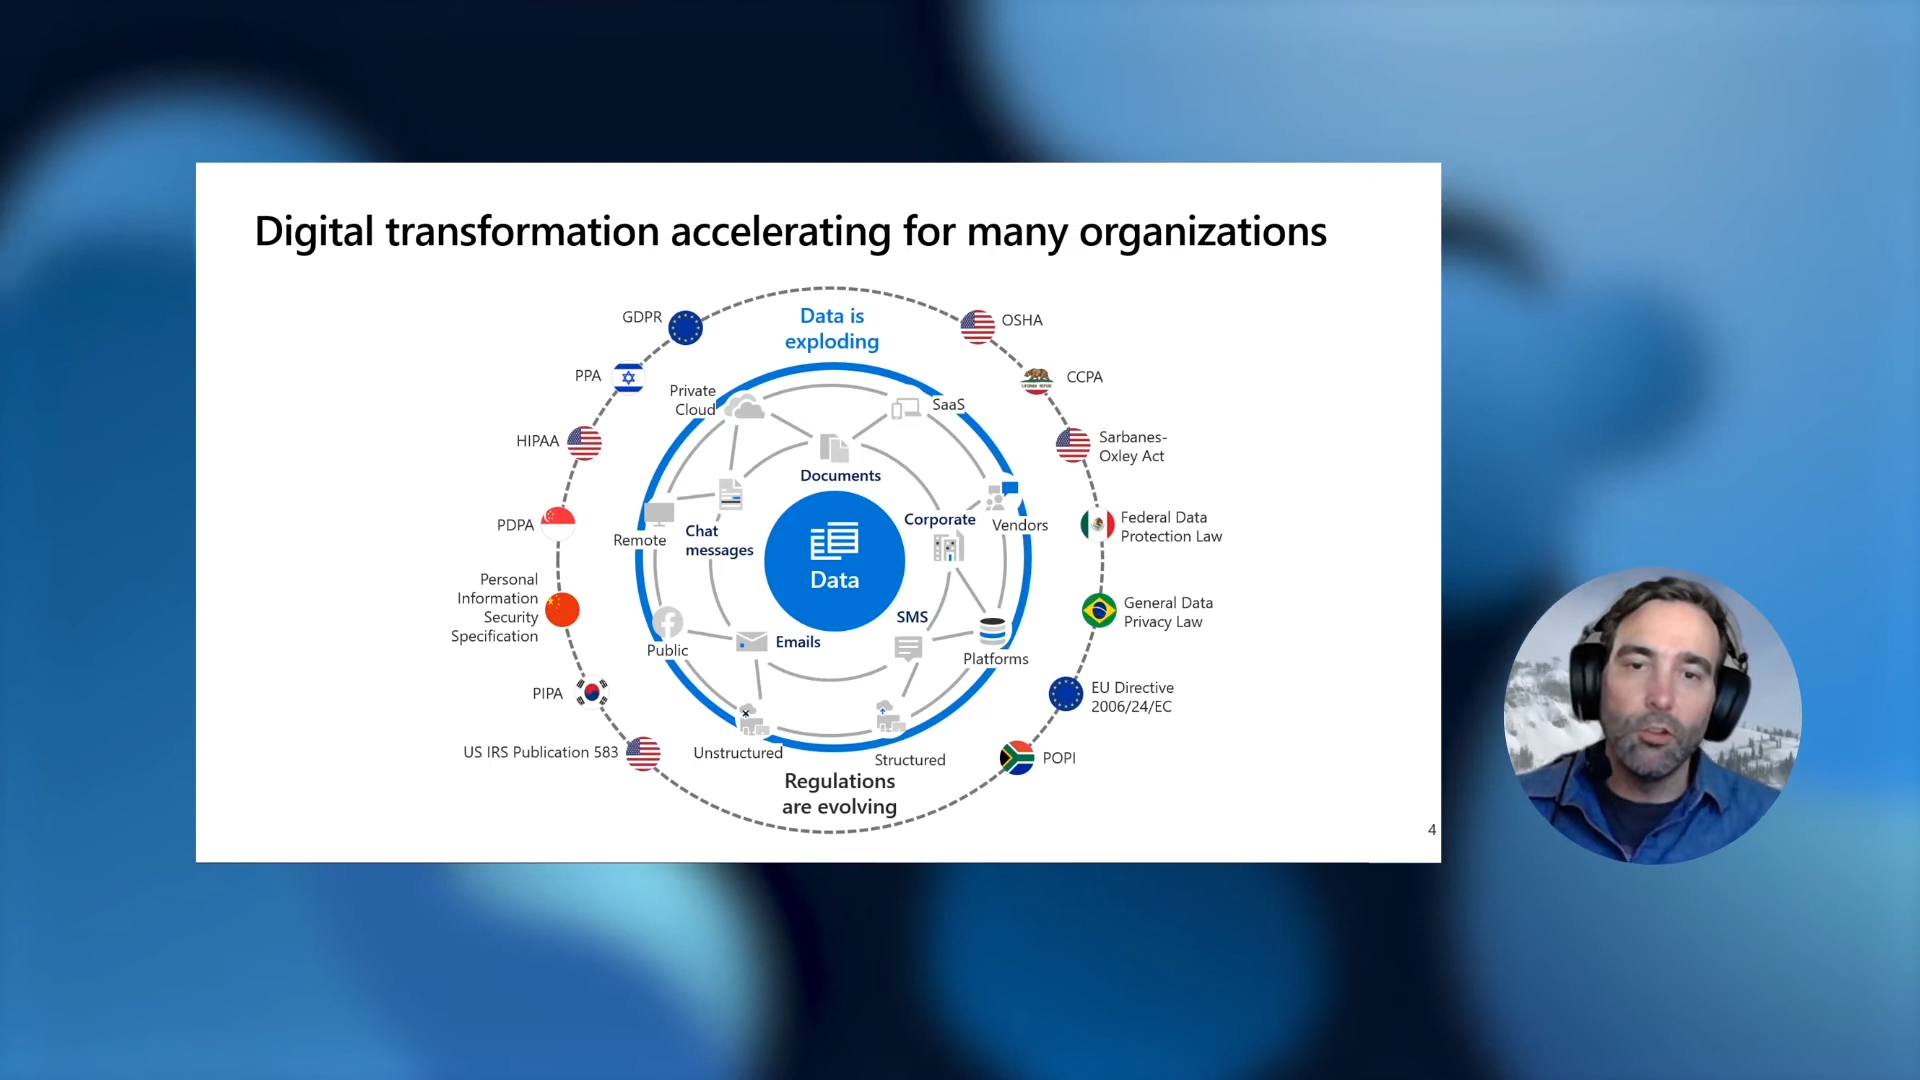 Digital transformation accelerating for many organizations
Data is
exploding
GDPR
OSHA
PPA
CCPA
Private
Cloud
SaaS
HIPAA
Sarbanes-
Oxley Act
Documents
PDPA
Remote
Chat
messages
Corporate
Vendors
Federal Data
Protection Law
Data
Personal
Information
Security
Specification
General Data
Privacy Law
SMS
Public
Emails
Platforms
PIPA
EU Directive
2006/24/EC
US IRS Publication 583
Unstructured
Structured
POPI
Regulations
are evolving
4